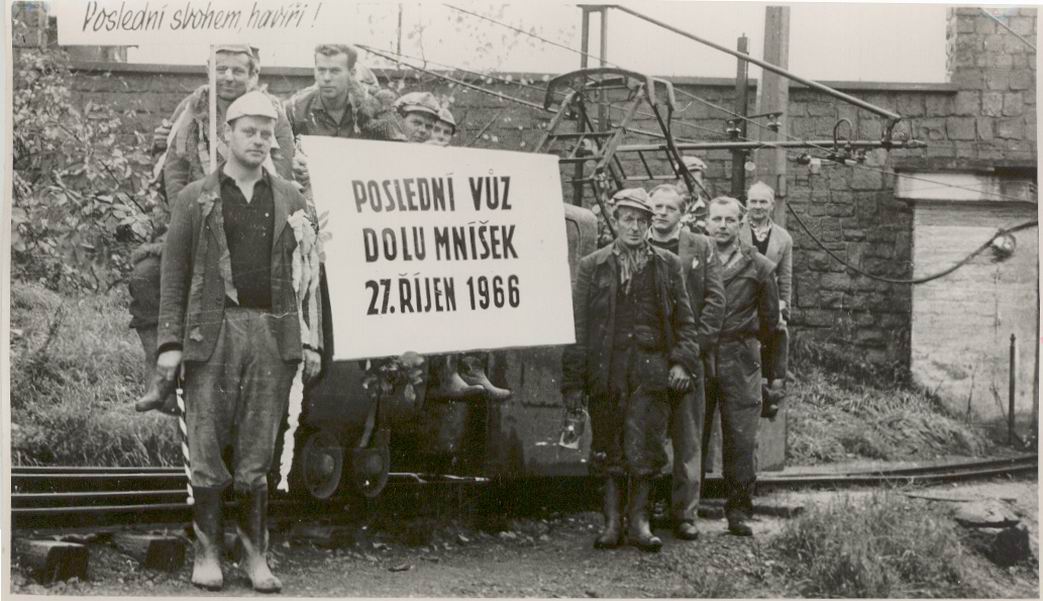 Poslední sbohem, havíři !
POSLEDNÍ VŮZ
DOLU MNÍŠEK
27. ŘÍJEN 1966